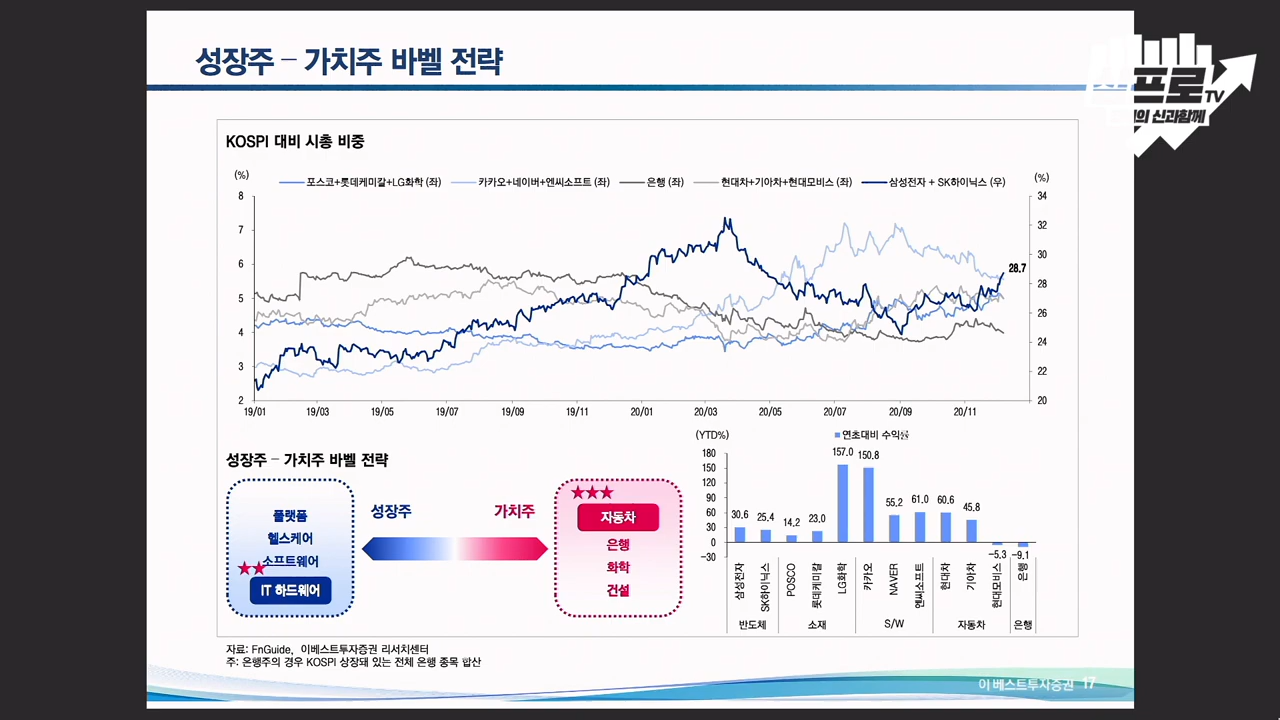 성장주 – 가치주 바벨 전략
프로TV
의 신과함께
KOSPI 대비 시총 비중
(%)
(%)
포스코+롯데케미칼+LG화학 (좌)
카카오+네이버+엔씨소프트 (좌)
은행 (좌)
현대차+기아차+현대모비스 (좌)
삼성전자 + SK하이닉스 (우)
8
7
6
5
4
3
2
34
32
30
28
26
24
22
20
28.7
19/01
19/03
19/05
19/07
19/09
19/11
20/01
20/03
20/05
20/07
20/09
20/11
성장주 – 가치주 바벨 전략
플랫폼
헬스케어
소프트웨어
★★
IT 하드웨어
성장주
가치주
★★★
자동차
은행
화학
건설
(YTD%)
연초대비 수익률
180
150
120
90
60
30
0
−30
30.6
25.4
14.2
23.0
157.0
150.8
55.2
61.0
60.6
45.8
−5.3
−9.1
삼성전자
SK하이닉스
POSCO
롯데케미칼
LG화학
카카오
NAVER
엔씨소프트
현대차
기아차
현대모비스
은행
반도체
소재
S/W
자동차
은행
자료: FnGuide, 이베스트투자증권 리서치센터
주: 은행주의 경우 KOSPI 상장돼 있는 전체 은행 종목 합산
이베스트투자증권 17